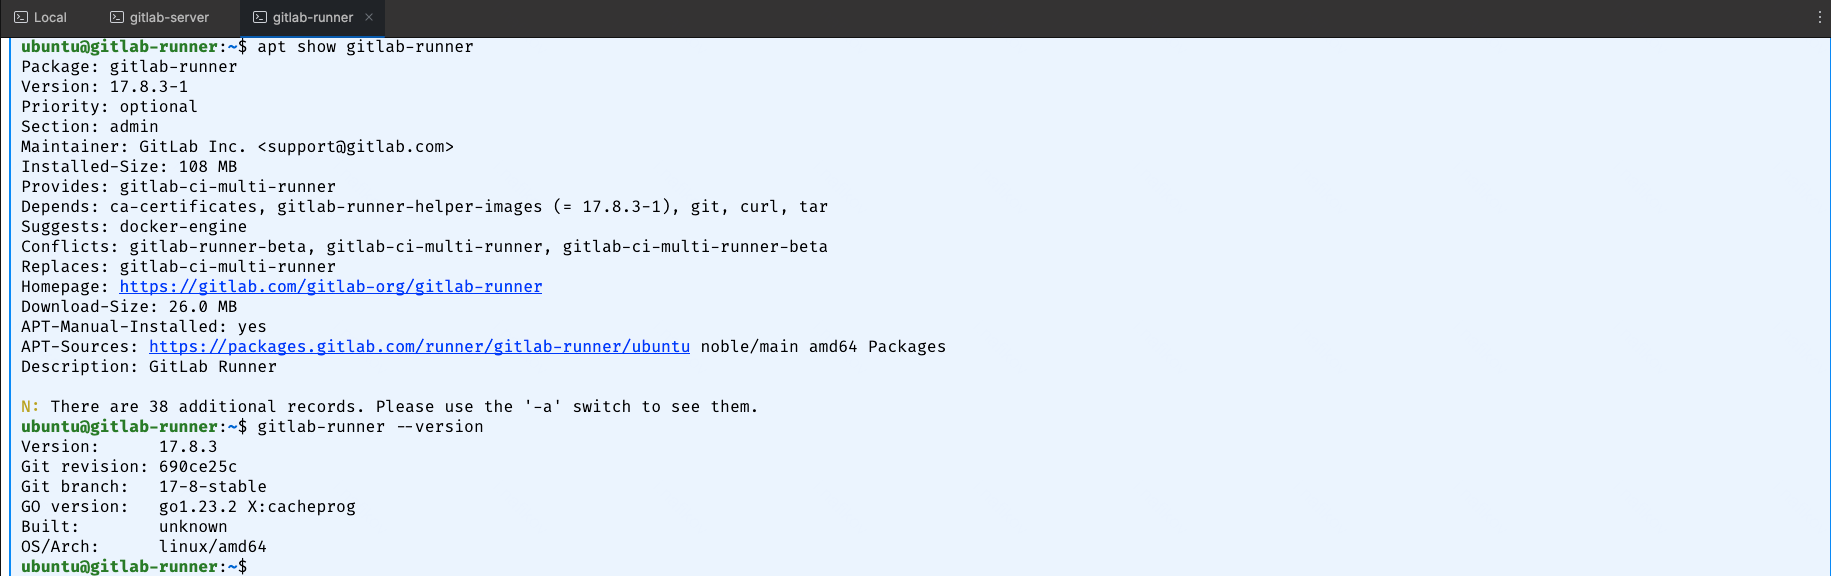 Local gitlab-server gitlab-runner
ubuntu@gitlab-runner:~$ apt show gitlab-runner
Package: gitlab-runner
Version: 17.8.3-1
Priority: optional
Section: admin
Maintainer: GitLab Inc. <support@gitlab.com>
Installed-Size: 108 MB
Provides: gitlab-ci-multi-runner
Depends: ca-certificates, gitlab-runner-helper-images (= 17.8.3-1), git, curl, tar
Suggests: docker-engine
Conflicts: gitlab-runner-beta, gitlab-ci-multi-runner, gitlab-ci-multi-runner-beta
Replaces: gitlab-ci-multi-runner
Homepage: https://gitlab.com/gitlab-org/gitlab-runner
Download-Size: 26.0 MB
APT-Manual-Installed: yes
APT-Sources: https://packages.gitlab.com/runner/gitlab-runner/ubuntu noble/main amd64 Packages
Description: GitLab Runner
N: There are 38 additional records. Please use the '-a' switch to see them.
ubuntu@gitlab-runner:~$ gitlab-runner --version
Version: 17.8.3
Git revision: 690ce25c
Git branch: 17-8-stable
GO version: go1.23.2 X:cacheprog
Built: unknown
OS/Arch: linux/amd64
ubuntu@gitlab-runner:~$